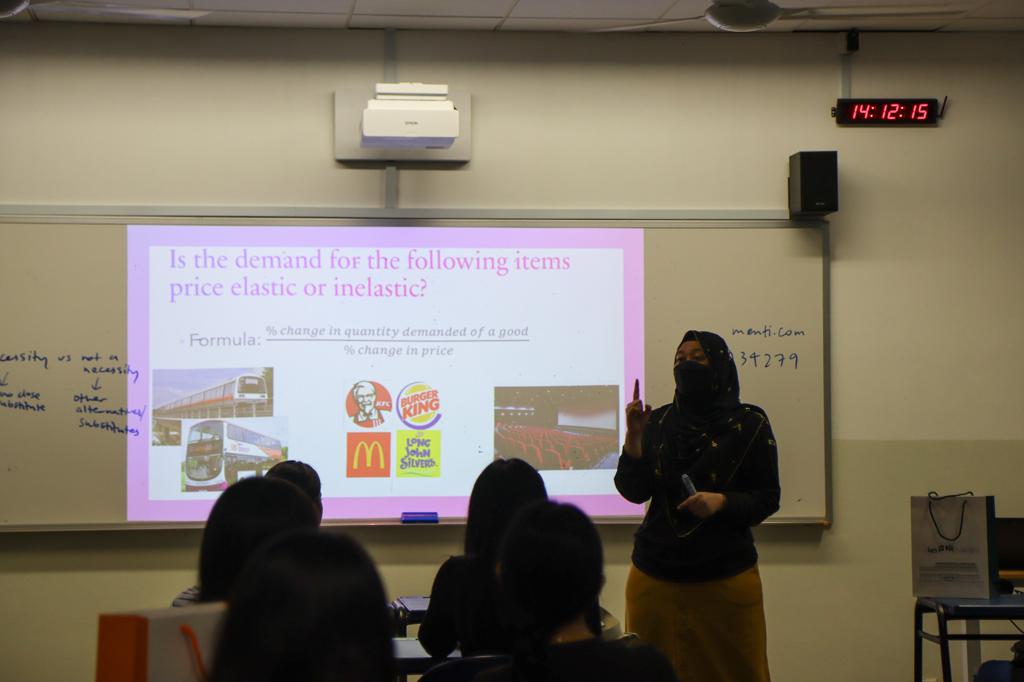 EPSON
14:12:15
Is the demand for the following items
price elastic or inelastic?
Formula: % change in quantity demanded of a good
% change in price
KFC
BURGER
KING
LONG
JOHN
SILVER'S
cessity vs not a
necessity
no close
substitute
other
alternatives/
substitutes
menti.com
34279